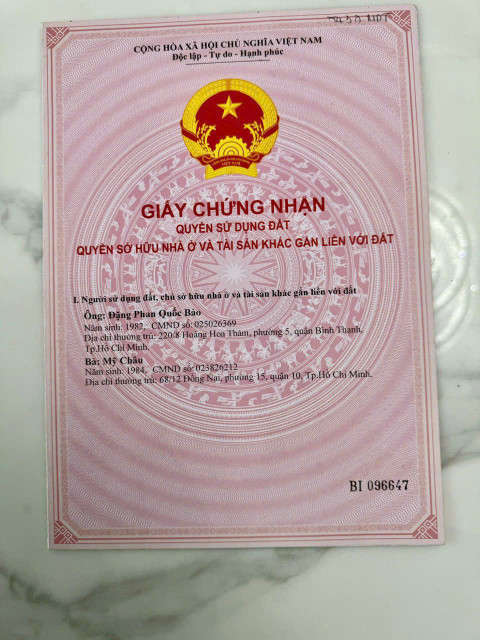 CỘNG HÒA XÃ HỘI CHỦ NGHĨA VIỆT NAM
Độc lập - Tự do - Hạnh phúc
VIỆT NAM
GIẤY CHỨNG NHẬN
QUYỀN SỬ DỤNG ĐẤT
QUYỀN SỞ HỮU NHÀ Ở VÀ TÀI SẢN KHÁC GẮN LIỀN VỚI ĐẤT
I. Người sử dụng đất, chủ sở hữu nhà ở và tài sản khác gắn liền với đất
Ông: Đặng Phan Quốc Bảo
Năm sinh: 1982, CMND số: 025026369
Địa chỉ thường trú: 220/8 Hoàng Hoa Thám, phường 5, quận Bình Thạnh,
Tp.Hồ Chí Minh.
Bà: Mỹ Châu
Năm sinh: 1984, CMND số: 023826212
Địa chỉ thường trú: 68/12 Đồng Nai, phường 15, quận 10, Tp.Hồ Chí Minh.
BI 096647